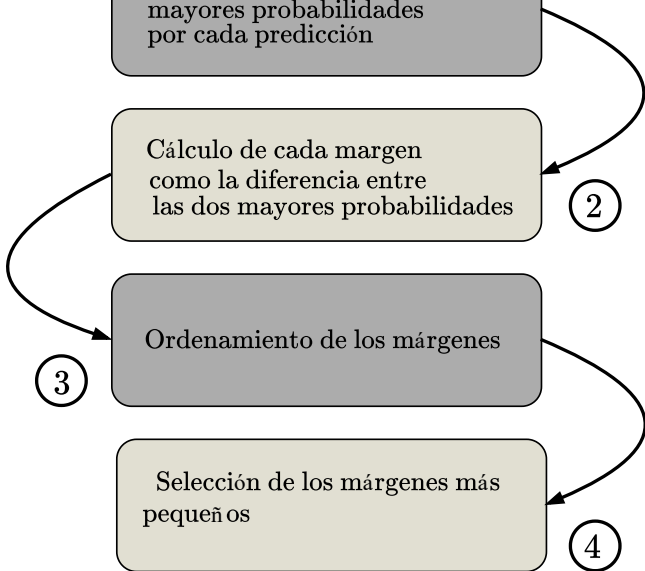 mayores probabilidades
por cada predicción
Cálculo de cada margen
como la diferencia entre
las dos mayores probabilidades
2
Ordenamiento de los márgenes
3
Selección de los márgenes más
pequeños
4